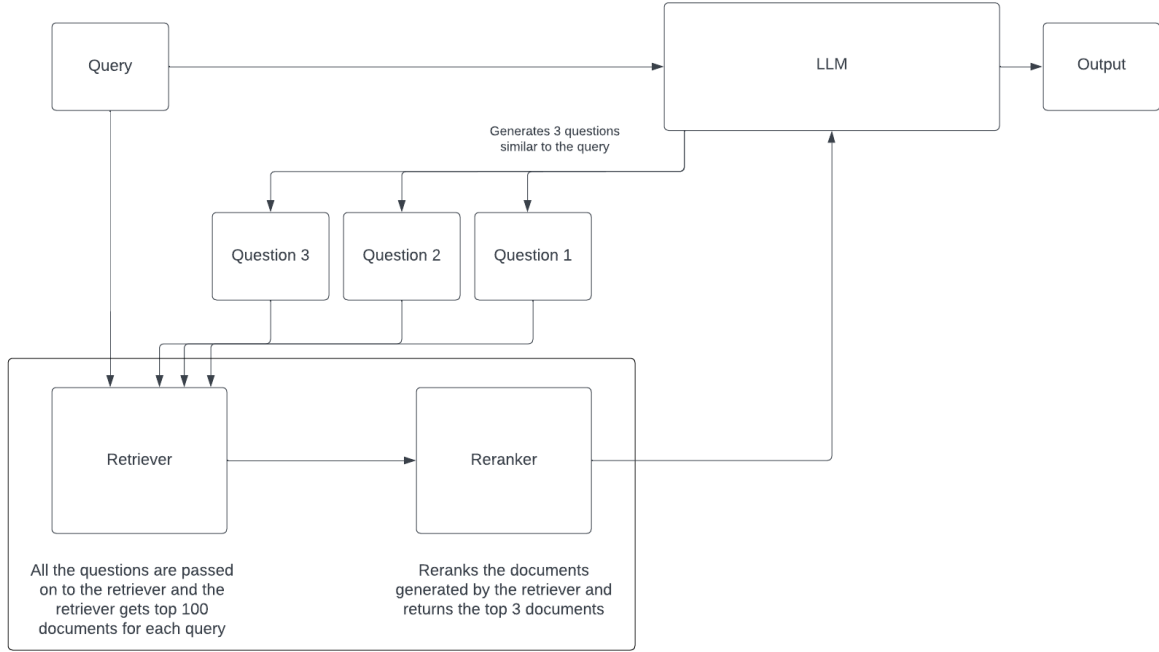 Query
LLM
Output
Generates 3 questions
similar to the query
Question 3
Question 2
Question 1
Retriever
Reranker
All the questions are passed
on to the retriever and the
retriever gets top 100
documents for each query
Reranks the documents
generated by the retriever and
returns the top 3 documents